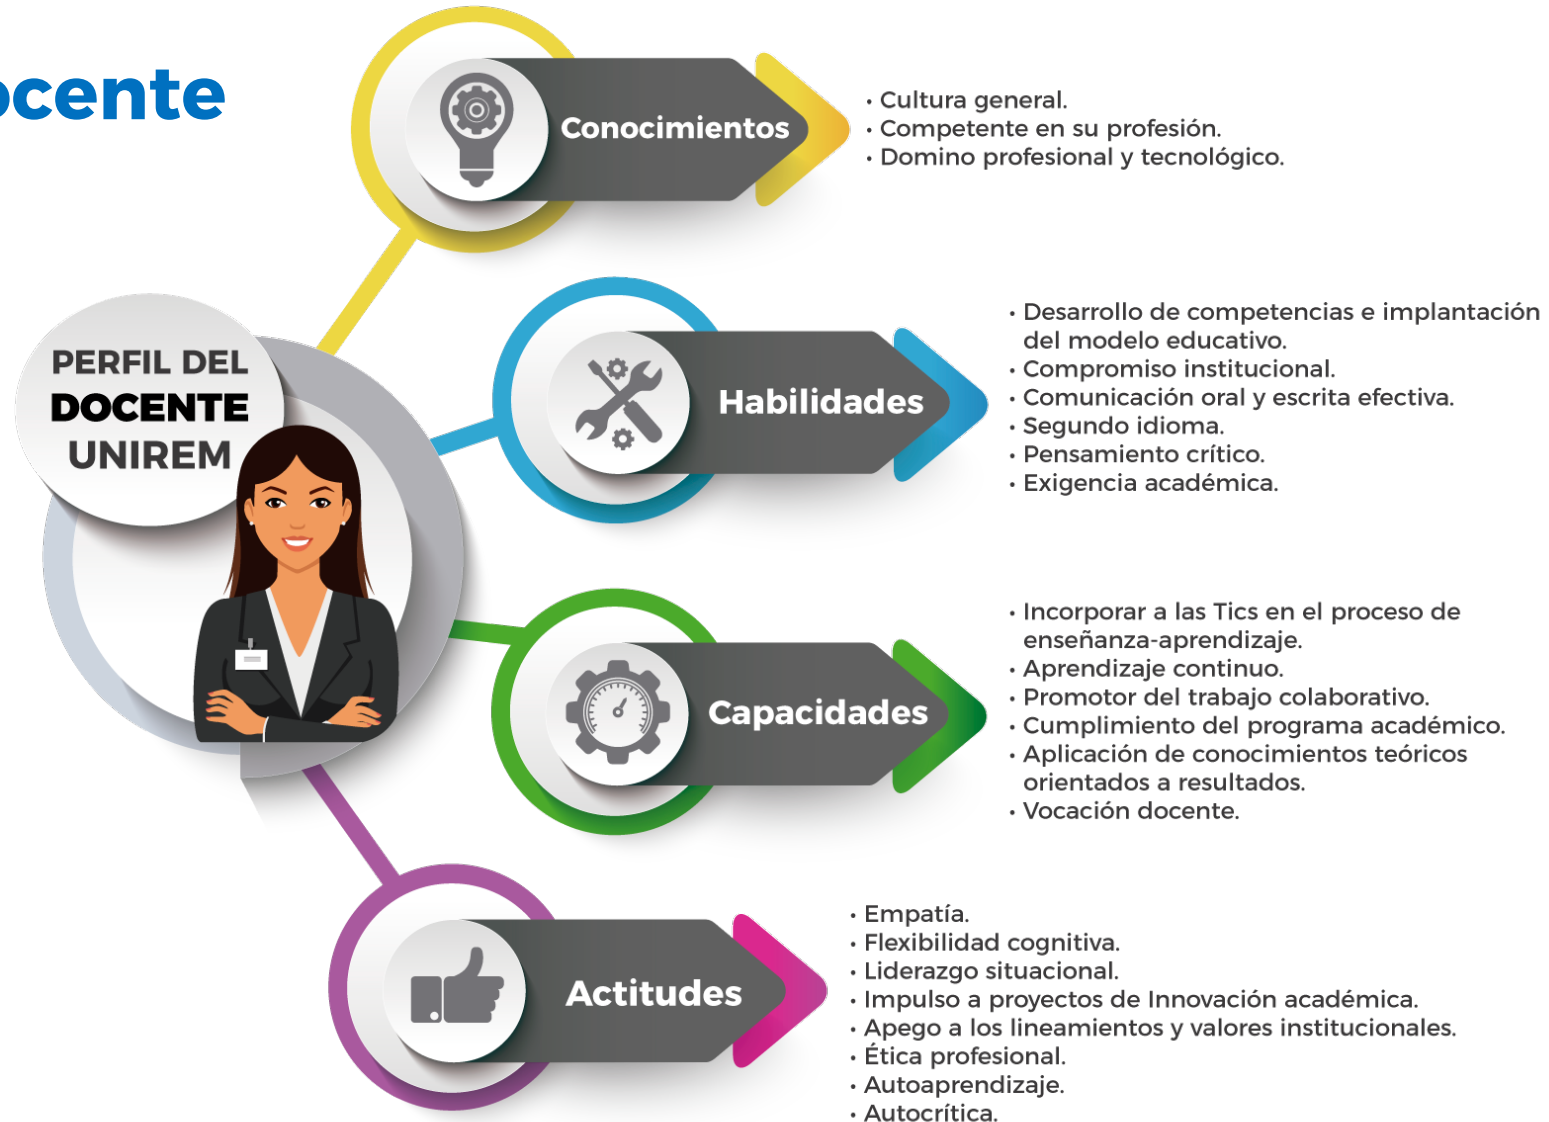 ocente
PERFIL DEL
DOCENTE
UNIREM
Conocimientos
• Cultura general.
• Competente en su profesión.
• Domino profesional y tecnológico.
Habilidades
• Desarrollo de competencias e implantación
del modelo educativo.
• Compromiso institucional.
• Comunicación oral y escrita efectiva.
• Segundo idioma.
• Pensamiento crítico.
• Exigencia académica.
Capacidades
• Incorporar a las Tics en el proceso de
enseñanza-aprendizaje.
• Aprendizaje continuo.
• Promotor del trabajo colaborativo.
• Cumplimiento del programa académico.
• Aplicación de conocimientos teóricos
orientados a resultados.
• Vocación docente.
Actitudes
• Empatía.
• Flexibilidad cognitiva.
• Liderazgo situacional.
• Impulso a proyectos de Innovación académica.
• Apego a los lineamientos y valores institucionales.
• Ética profesional.
• Autoaprendizaje.
• Autocrítica.